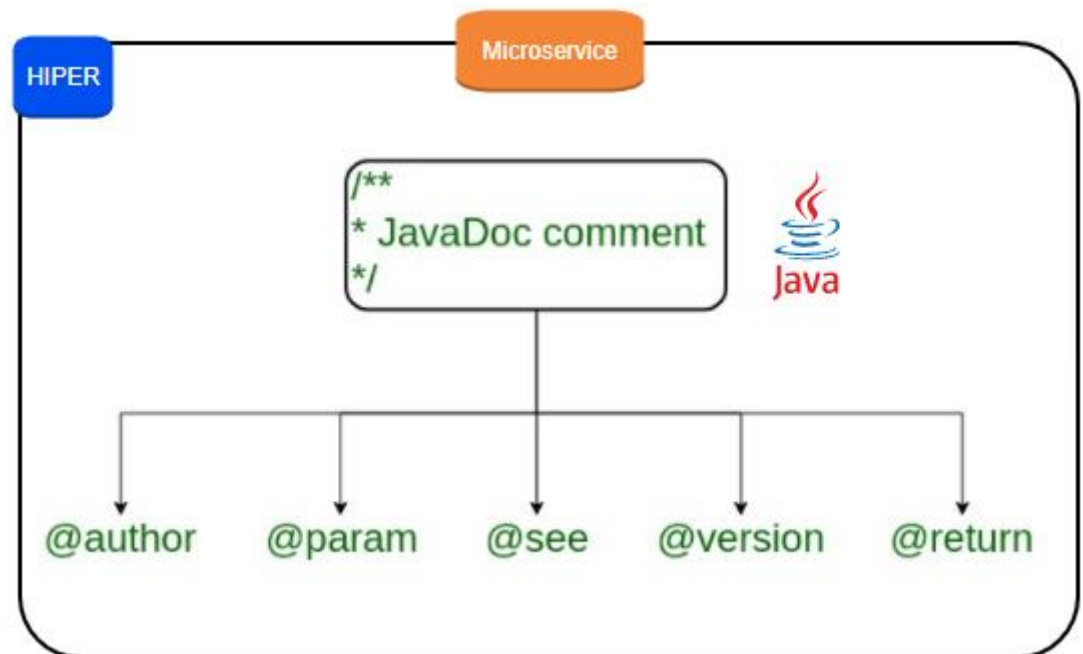 Microservice
HIPER
/**
* JavaDoc comment
*/
Java
@author @param @see @version @return